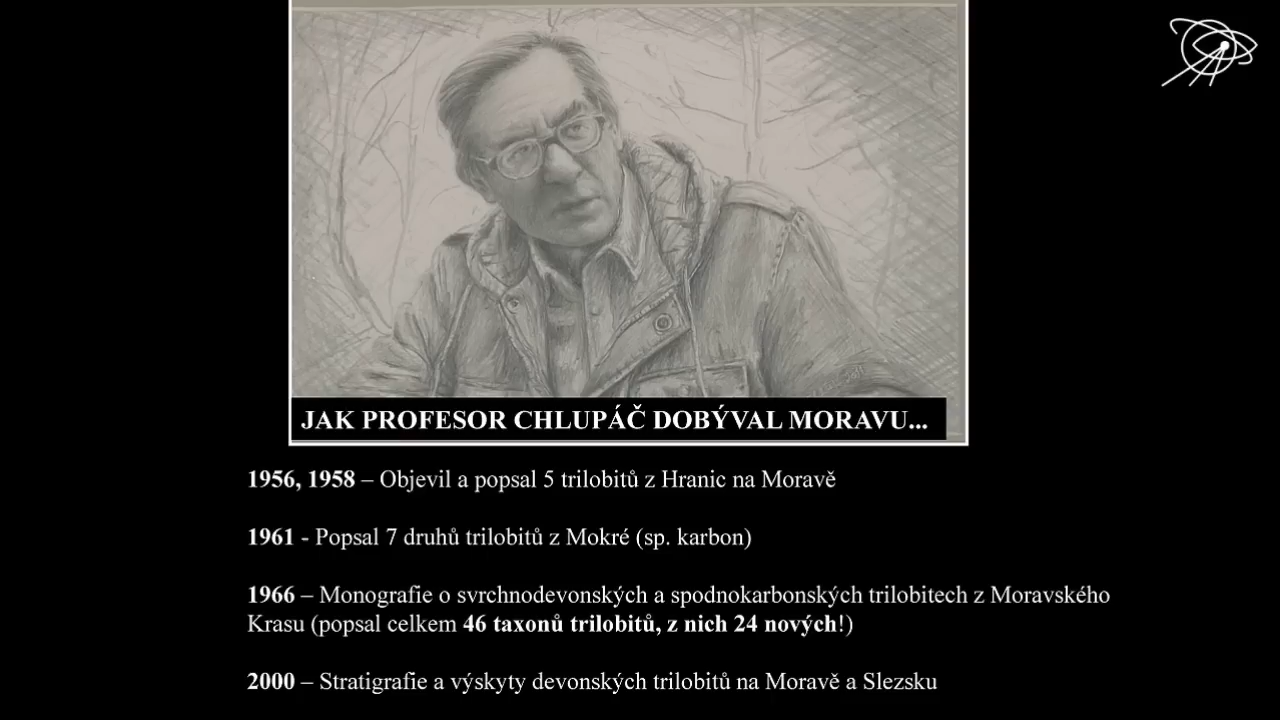 JAK PROFESOR CHLUPÁČ DOBÝVAL MORAVU...
1956, 1958 – Objevil a popsal 5 trilobitů z Hranic na Moravě
1961 - Popsal 7 druhů trilobitů z Mokré (sp. karbon)
1966 – Monografie o svrchnodevonských a spodnokarbonských trilobitech z Moravského
Krasu (popsal celkem 46 taxonů trilobitů, z nich 24 nových!)
2000 – Stratigrafie a výskyty devonských trilobitů na Moravě a Slezsku